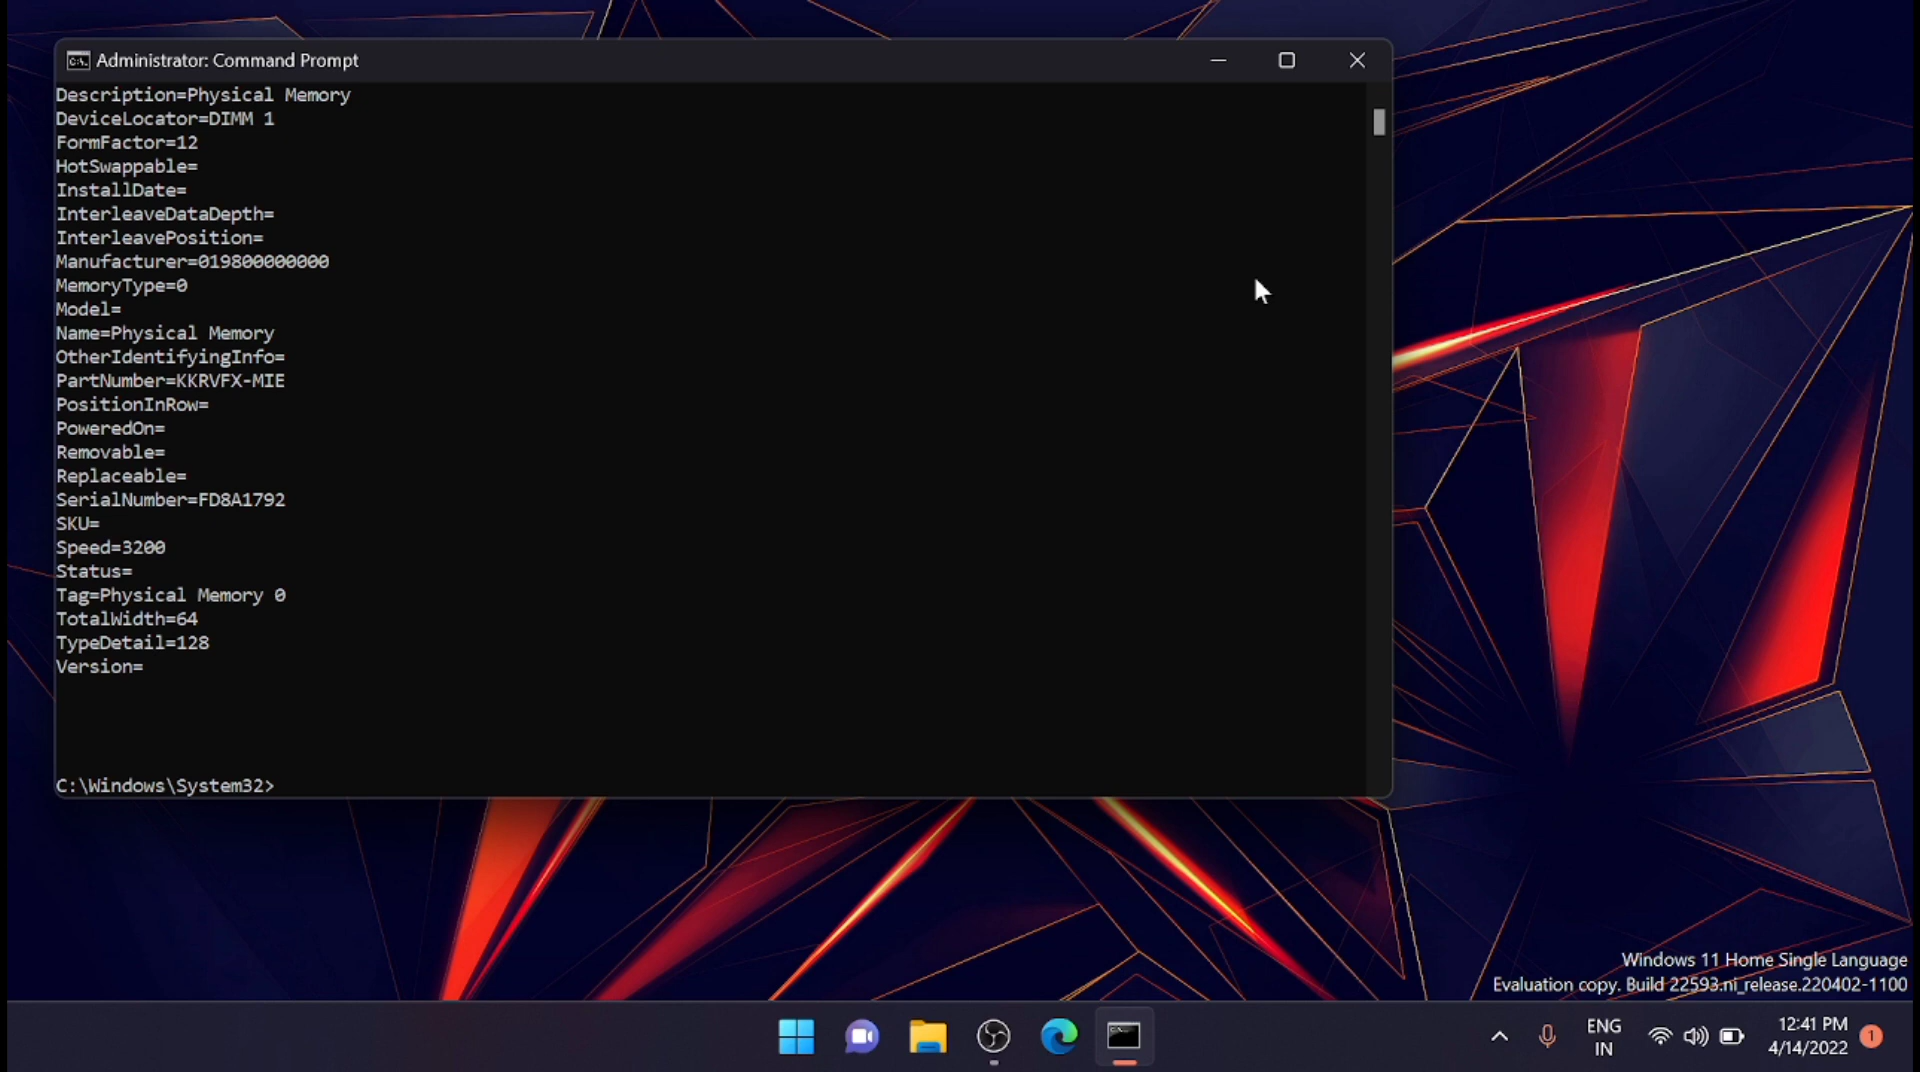 Administrator: Command Prompt
Description=Physical Memory
DeviceLocator=DIMM 1
FormFactor=12
HotSwappable=
InstallDate=
InterleaveDataDepth=
InterleavePosition=
Manufacturer=019800000000
MemoryType=0
Model=
Name=Physical Memory
OtherIdentifyingInfo=
PartNumber=KKRVFX-MIE
PositionInRow=
PoweredOn=
Removable=
Replaceable=
SerialNumber=FD8A1792
SKU=
Speed=3200
Status=
Tag=Physical Memory 0
TotalWidth=64
TypeDetail=128
Version=
C:\Windows\System32>
Windows 11 Home Single Language
Evaluation copy. Build 22593.ni_release.220402-1100
ENG
IN
12:41 PM
4/14/2022
1